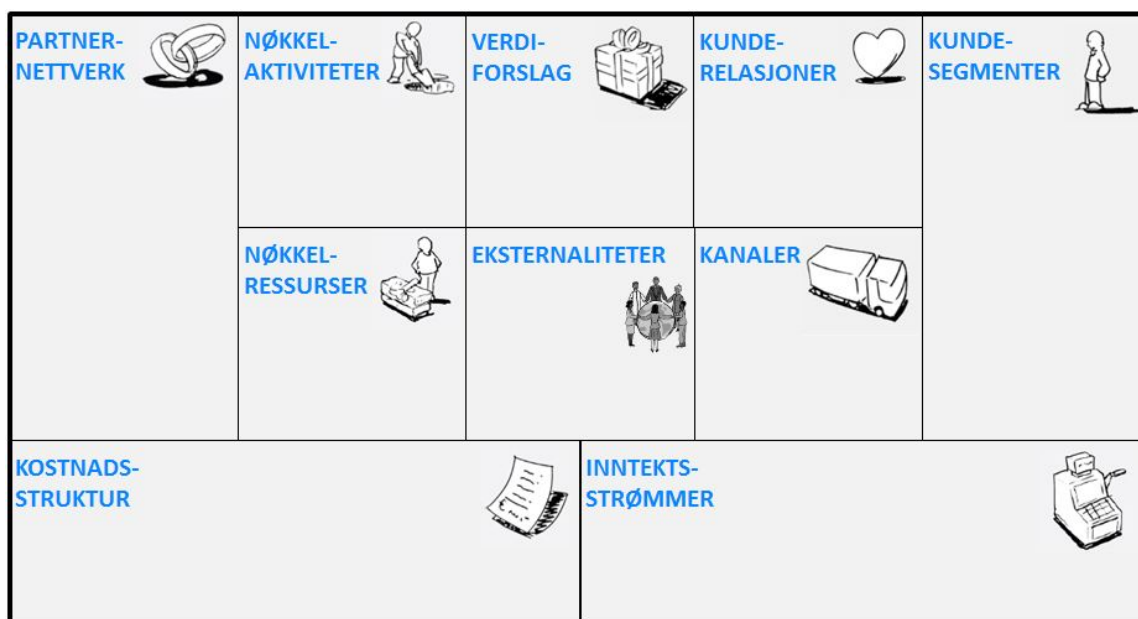 PARTNER-
NETTVERK
NØKKEL-
AKTIVITETER
VERDI-
FORSLAG
KUNDE-
RELASJONER
KUNDE-
SEGMENTER
NØKKEL-
RESSURSER
EKSTERNALITETER
KANALER
KOSTNADS-
STRUKTUR
INNTEKTS-
STRØMMER